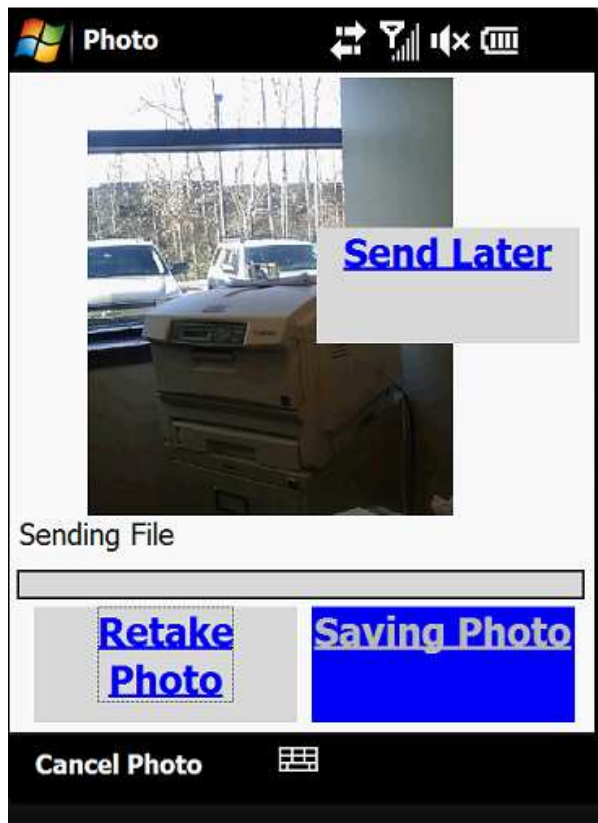 Photo
Send Later
Sending File
Retake
Photo
Saving Photo
Cancel Photo